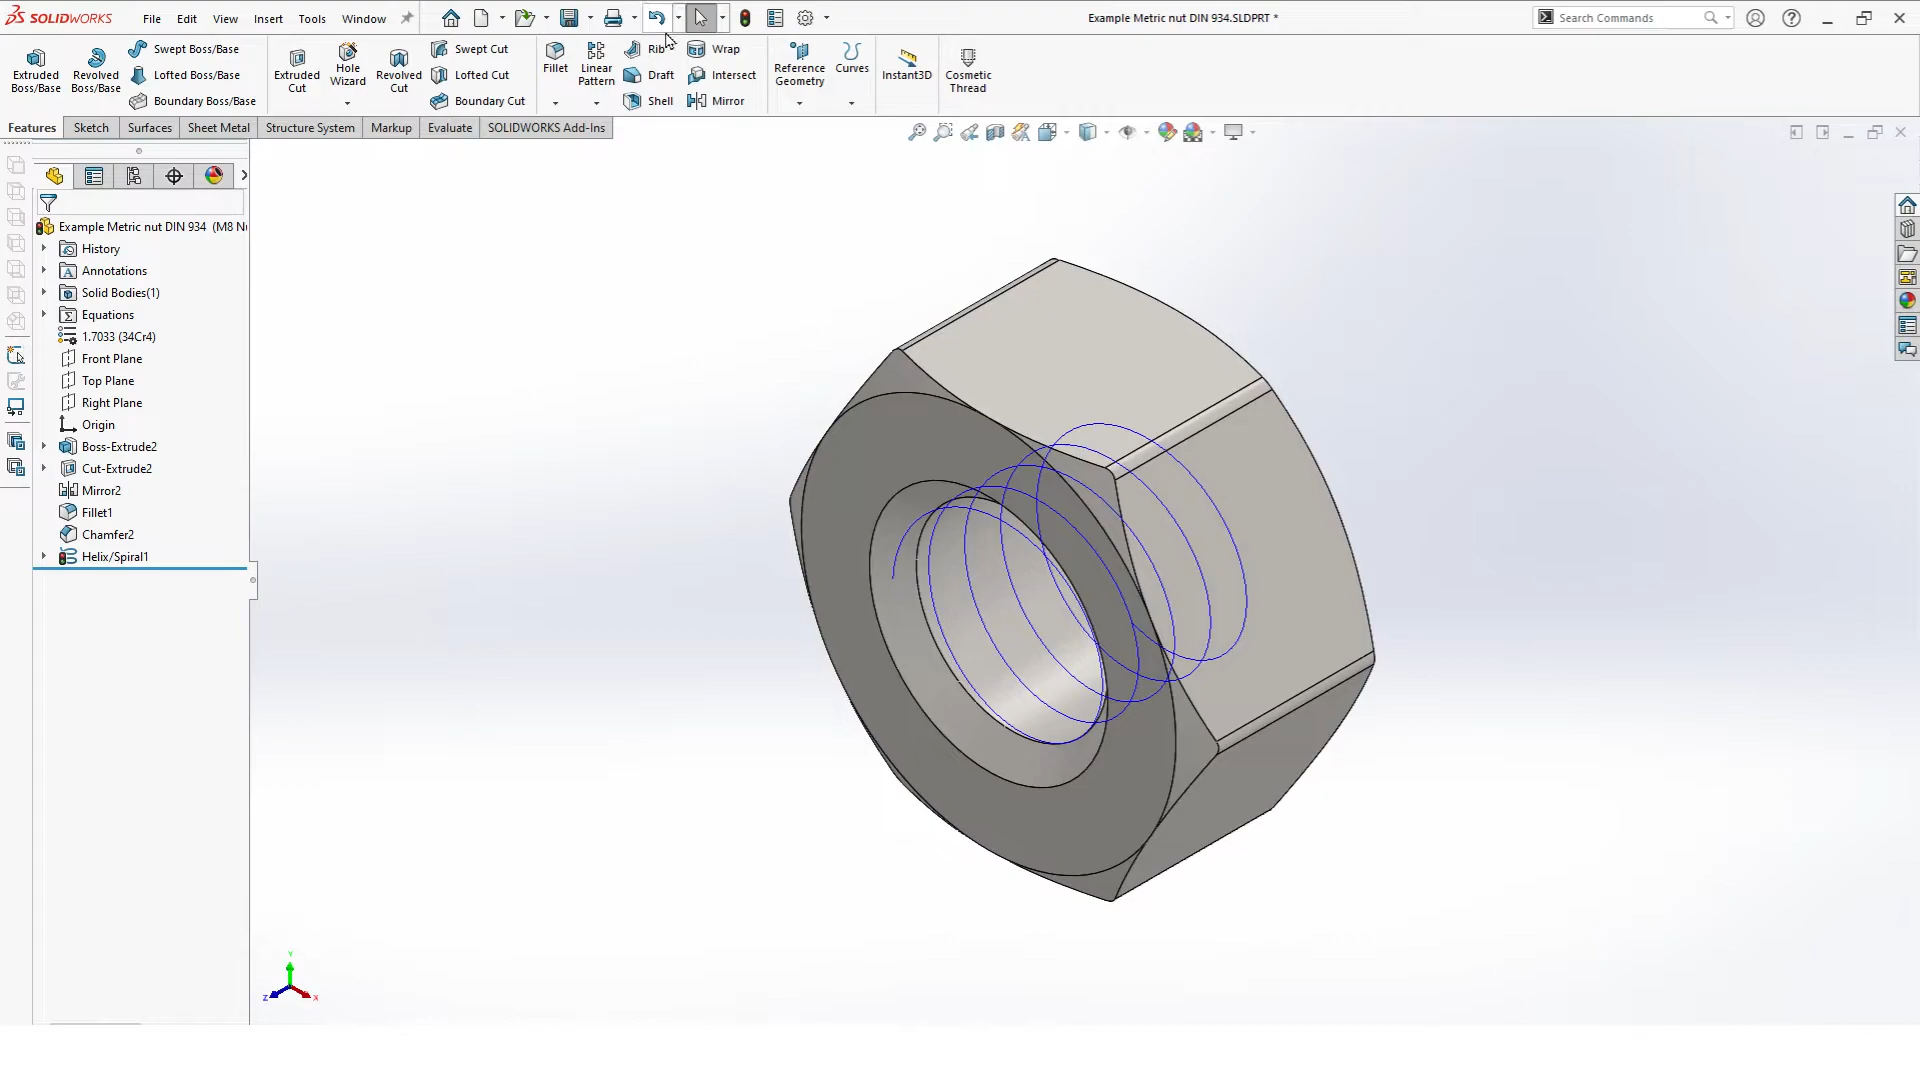 SOLIDWORKS File Edit View Insert Tools Window Example Metric nut DIN 934.SLDPRT * Search Commands
Extruded Boss/Base
Revolved Boss/Base
Swept Boss/Base
Lofted Boss/Base
Boundary Boss/Base
Extruded Cut
Hole Wizard
Revolved Cut
Swept Cut
Lofted Cut
Boundary Cut
Fillet
Linear Pattern
Rib
Draft
Shell
Wrap
Intersect
Mirror
Reference Geometry
Curves
Instant3D
Cosmetic Thread
Features Sketch Surfaces Sheet Metal Structure System Markup Evaluate SOLIDWORKS Add-Ins
Example Metric nut DIN 934 (M8 N
History
Annotations
Solid Bodies(1)
Equations
1.7033 (34Cr4)
Front Plane
Top Plane
Right Plane
Origin
Boss-Extrude2
Cut-Extrude2
Mirror2
Fillet1
Chamfer2
Helix/Spiral1
Y
Z
X